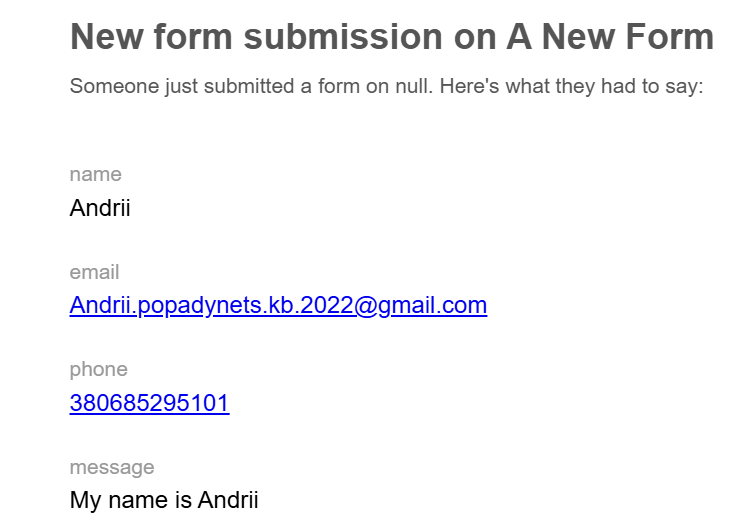 New form submission on A New Form
Someone just submitted a form on null. Here's what they had to say:
name
Andrii
email
Andrii.popadynets.kb.2022@gmail.com
phone
380685295101
message
My name is Andrii